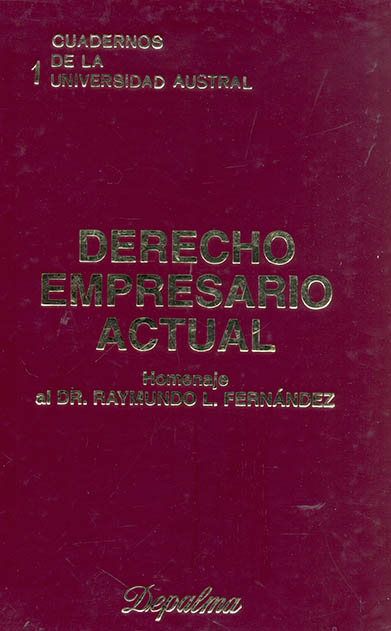 CUADERNOS
DE LA
1 UNIVERSIDAD AUSTRAL
DERECHO
EMPRESARIO
ACTUAL
Homenaje
al DR. RAYMUNDO L. FERNÁNDEZ
Depalma